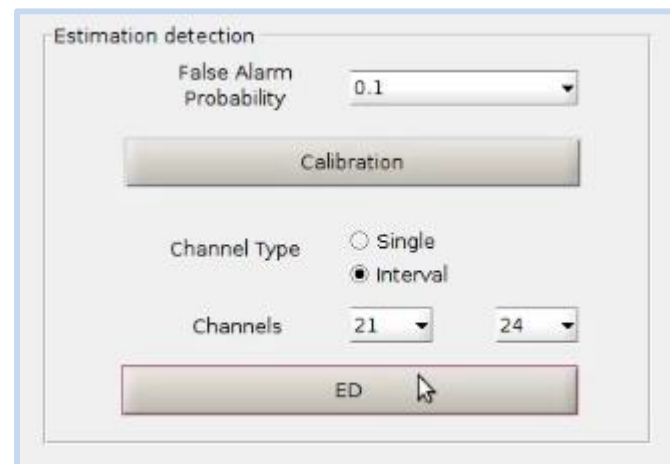 Estimation detection
False Alarm
Probability
0.1
Calibration
Channel Type
Single
Interval
Channels
21
24
ED